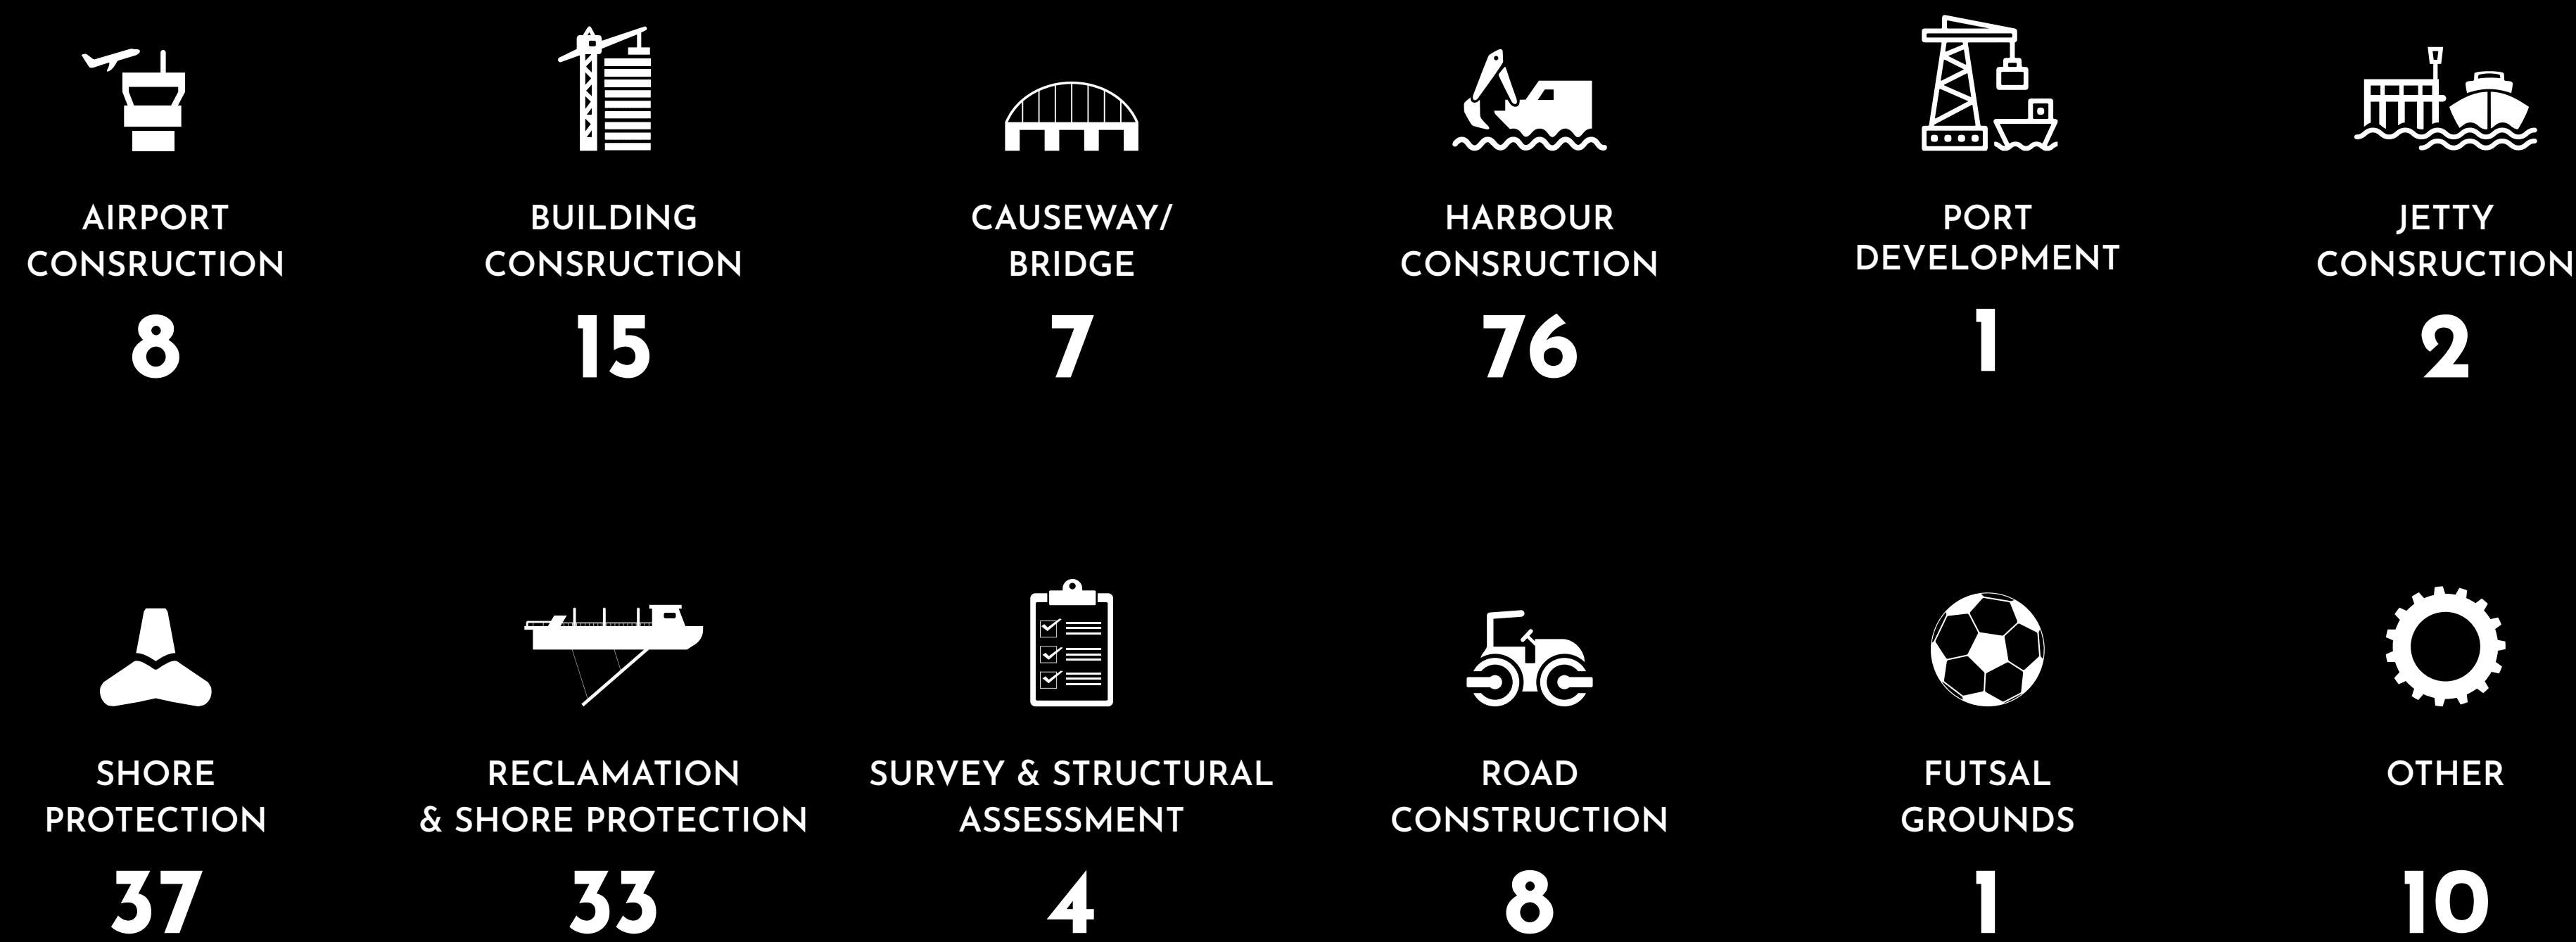 AIRPORT
CONSRUCTION
8
BUILDING
CONSRUCTION
15
CAUSEWAY/
BRIDGE
7
HARBOUR
CONSRUCTION
76
PORT
DEVELOPMENT
1
JETTY
CONSRUCTION
2
SHORE
PROTECTION
37
RECLAMATION
& SHORE PROTECTION
33
SURVEY & STRUCTURAL
ASSESSMENT
4
ROAD
CONSTRUCTION
8
FUTSAL
GROUNDS
1
OTHER
10